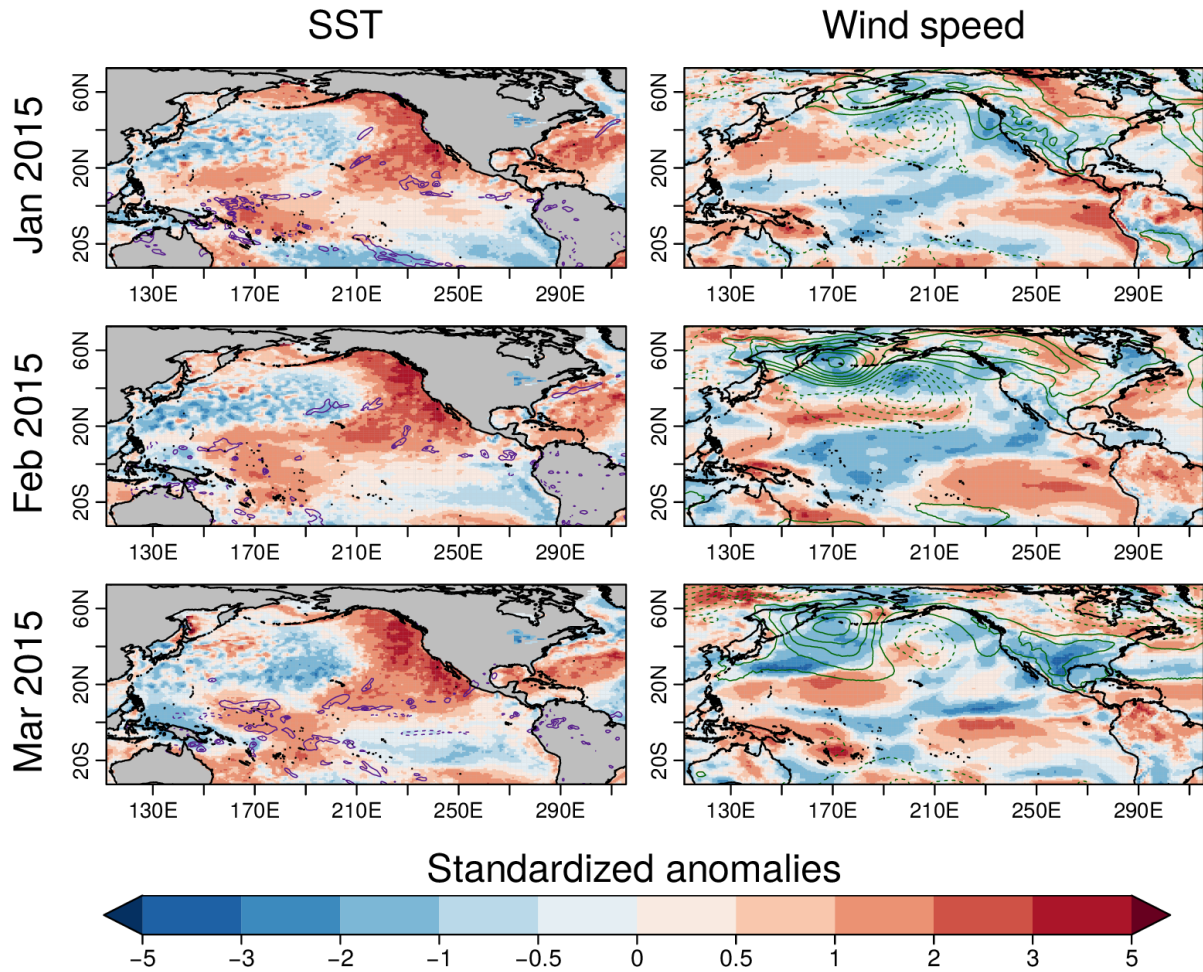 SST Wind speed
Jan 2015
60N 20N 20S 60N 20N 20S
130E 170E 210E 250E 290E 130E 170E 210E 250E 290E
Feb 2015
60N 20N 20S 60N 20N 20S
130E 170E 210E 250E 290E 130E 170E 210E 250E 290E
Mar 2015
60N 20N 20S 60N 20N 20S
130E 170E 210E 250E 290E 130E 170E 210E 250E 290E
Standardized anomalies
−5 −3 −2 −1 −0.5 0 0.5 1 2 3 5